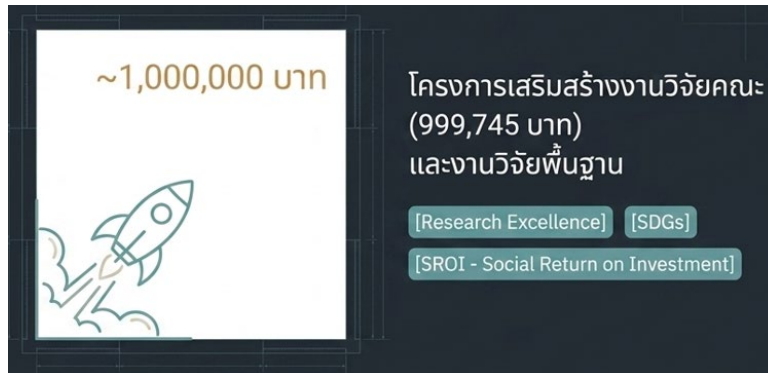 ~1,000,000 บาท
โครงการเสริมสร้างงานวิจัยคณะ
(999,745 บาท)
และงานวิจัยพื้นฐาน
[Research Excellence] [SDGs]
[SROI - Social Return on Investment]